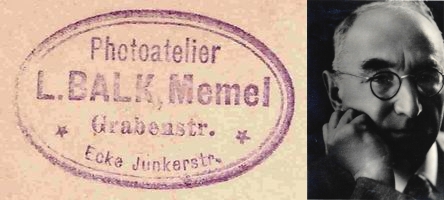 Photoatelier
L. BALK, Memel
Grabenstr.
Ecke Junkerstr.